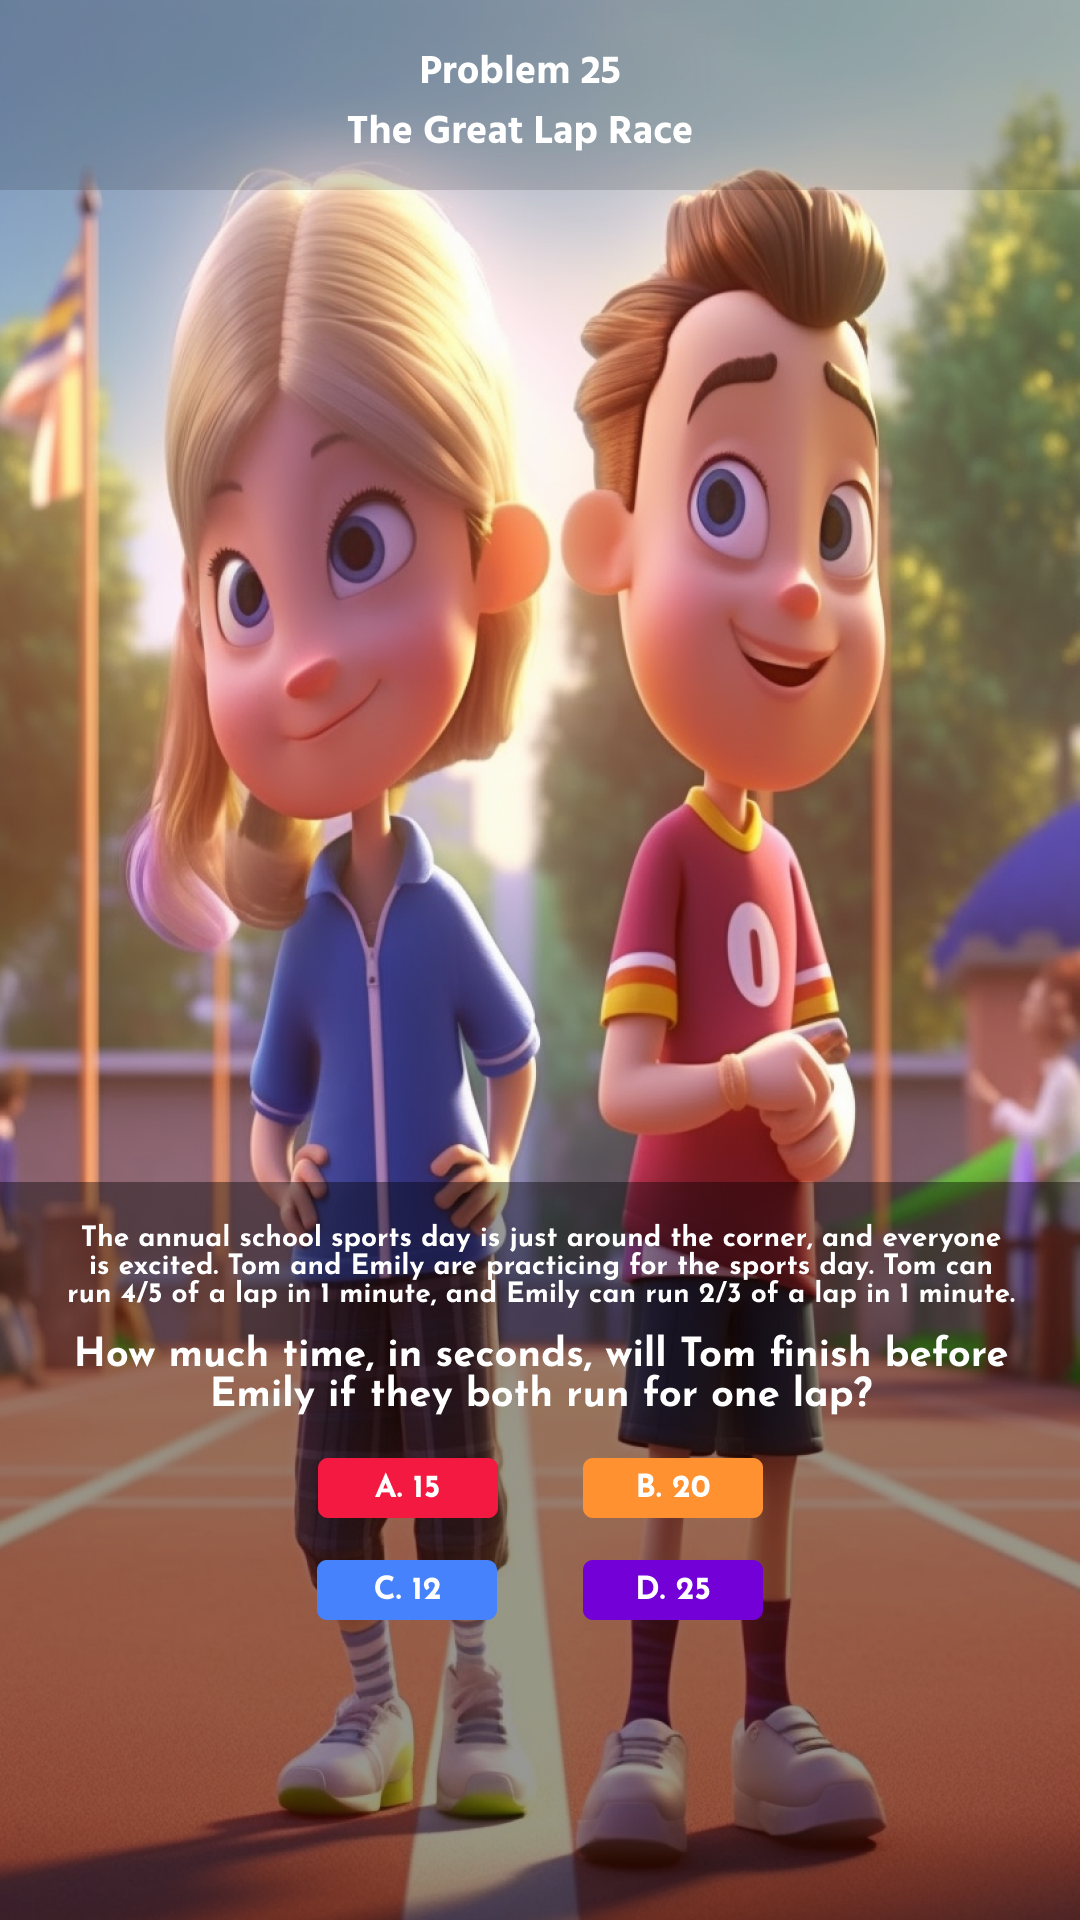 Problem 25
The Great Lap Race
0
The annual school sports day is just around the corner, and everyone
is excited. Tom and Emily are practicing for the sports day. Tom can
run 4/5 of a lap in 1 minute, and Emily can run 2/3 of a lap in 1 minute.
How much time, in seconds, will Tom finish before
Emily if they both run for one lap?
A. 15
B. 20
C. 12
D. 25